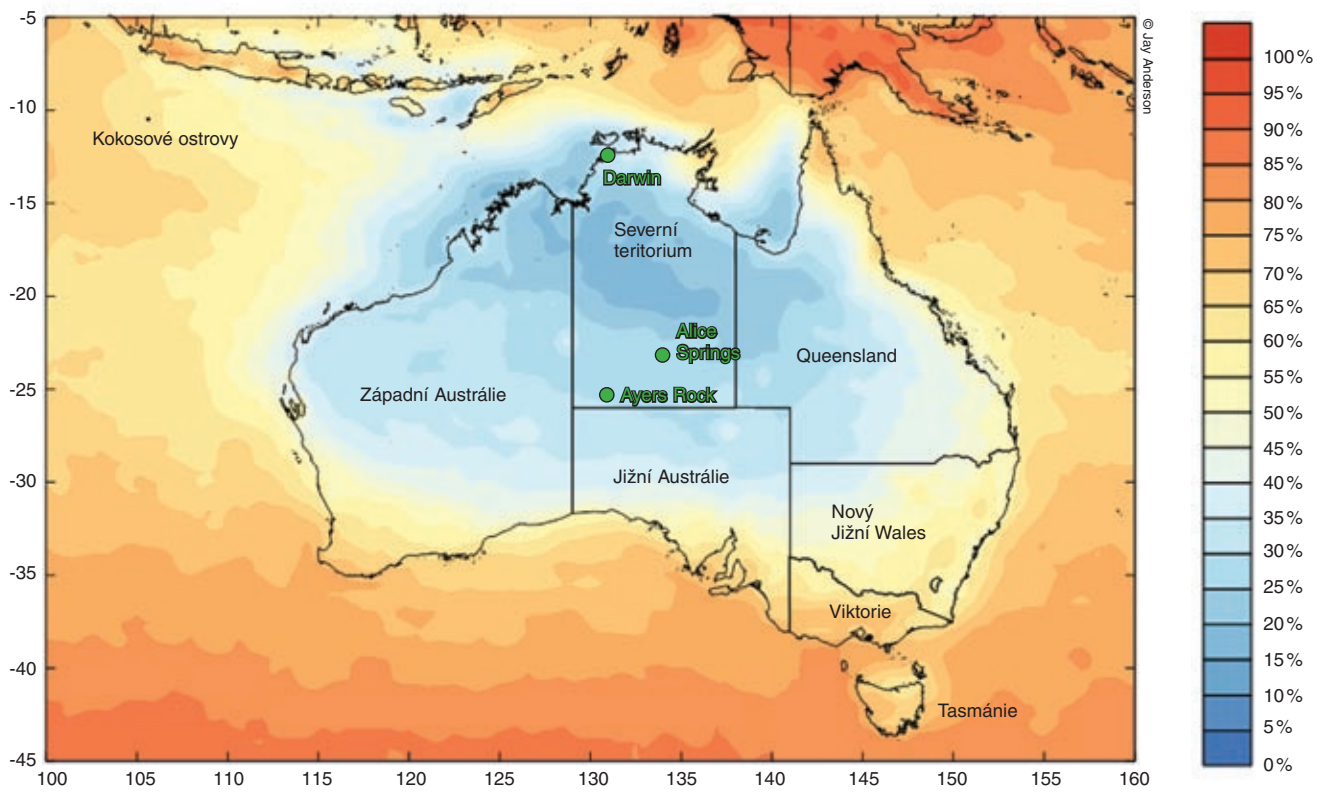 © Jay Anderson
-5
-10
-15
-20
-25
-30
-35
-40
-45
100
105
110
115
120
125
130
135
140
145
150
155
160
Kokosové ostrovy
Darwin
Severní
teritorium
Alice
Springs
Ayers Rock
Západní Austrálie
Queensland
Jižní Austrálie
Nový
Jižní Wales
Viktorie
Tasmánie
100%
95%
90%
85%
80%
75%
70%
65%
60%
55%
50%
45%
40%
35%
30%
25%
20%
15%
10%
5%
0%